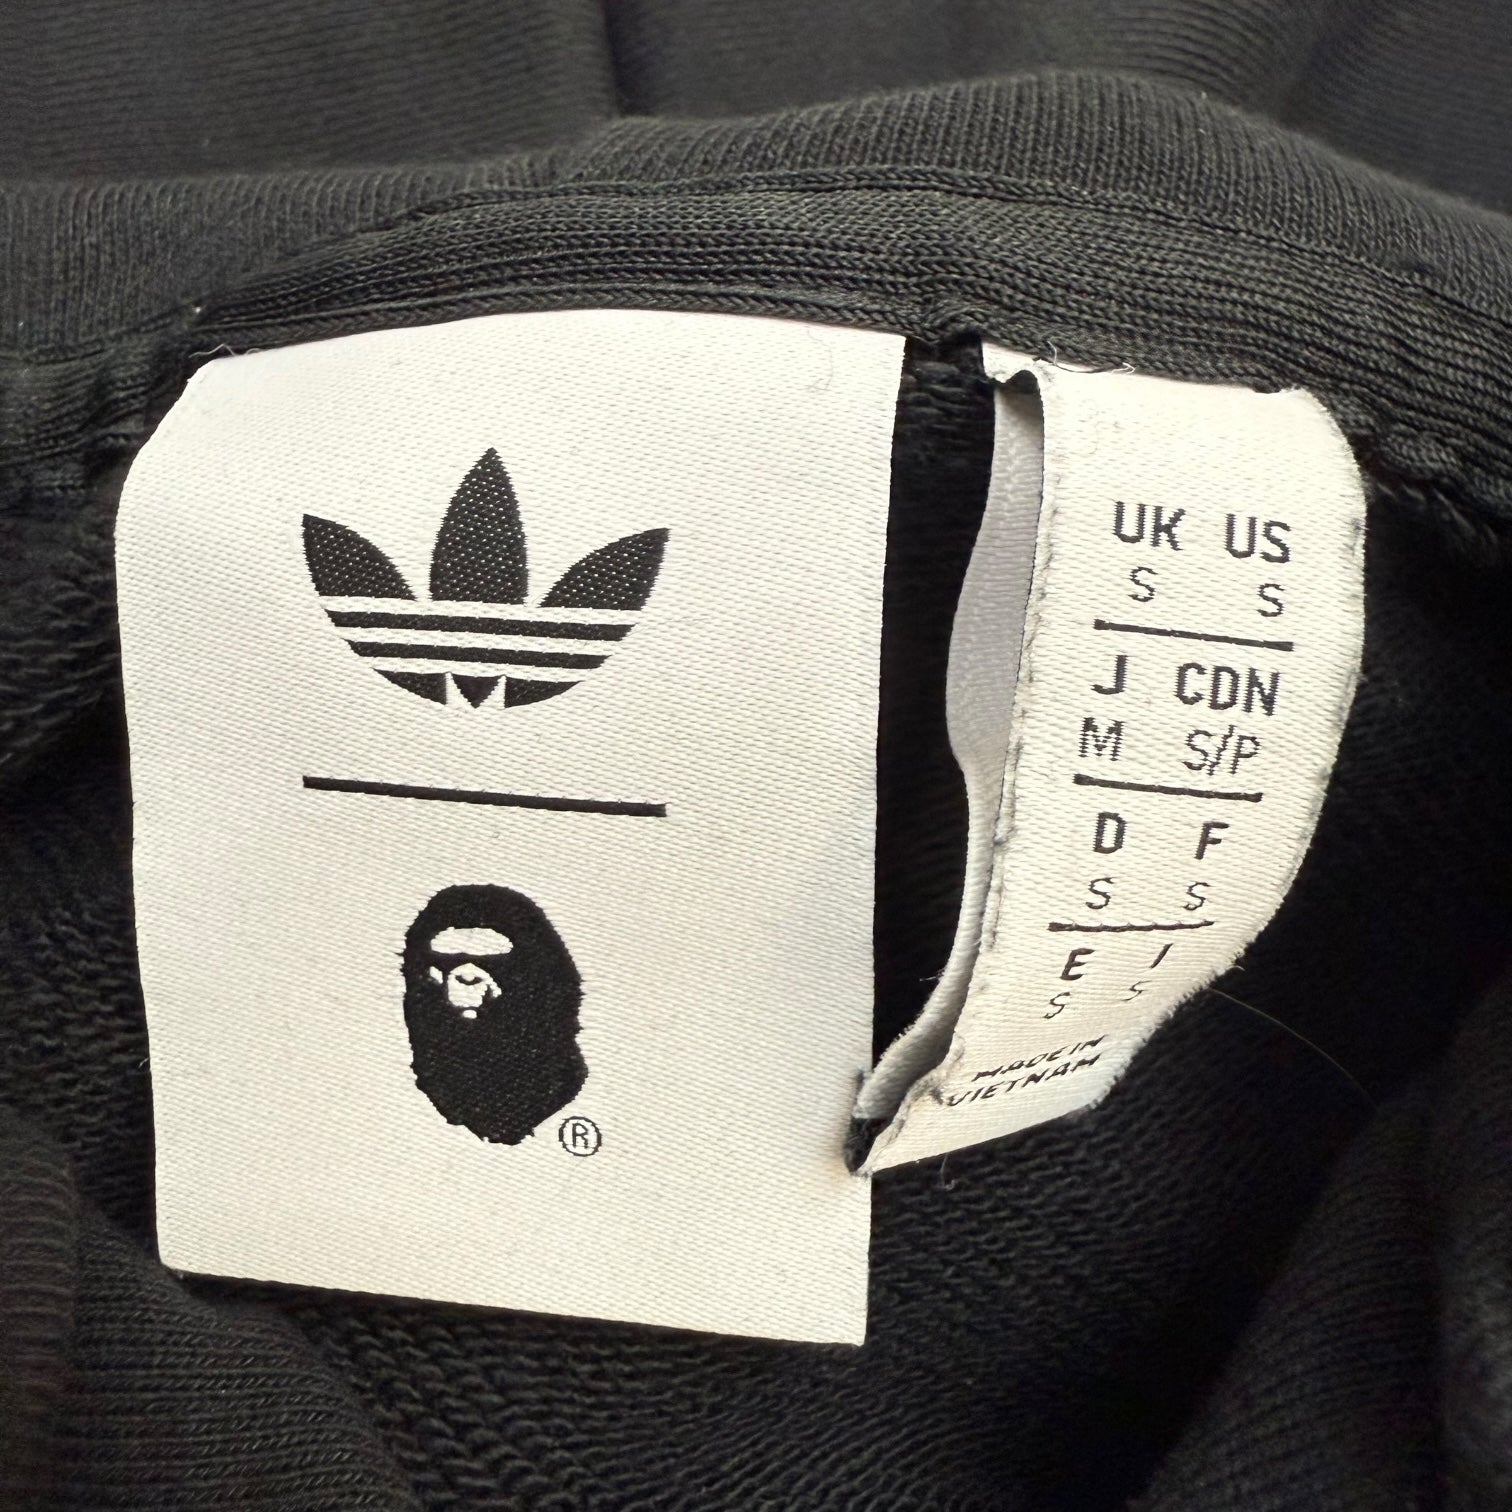 ®
UK US
S S
J CDN
M S/P
D F
S S
E I
S S
MADE IN
VIETNAM